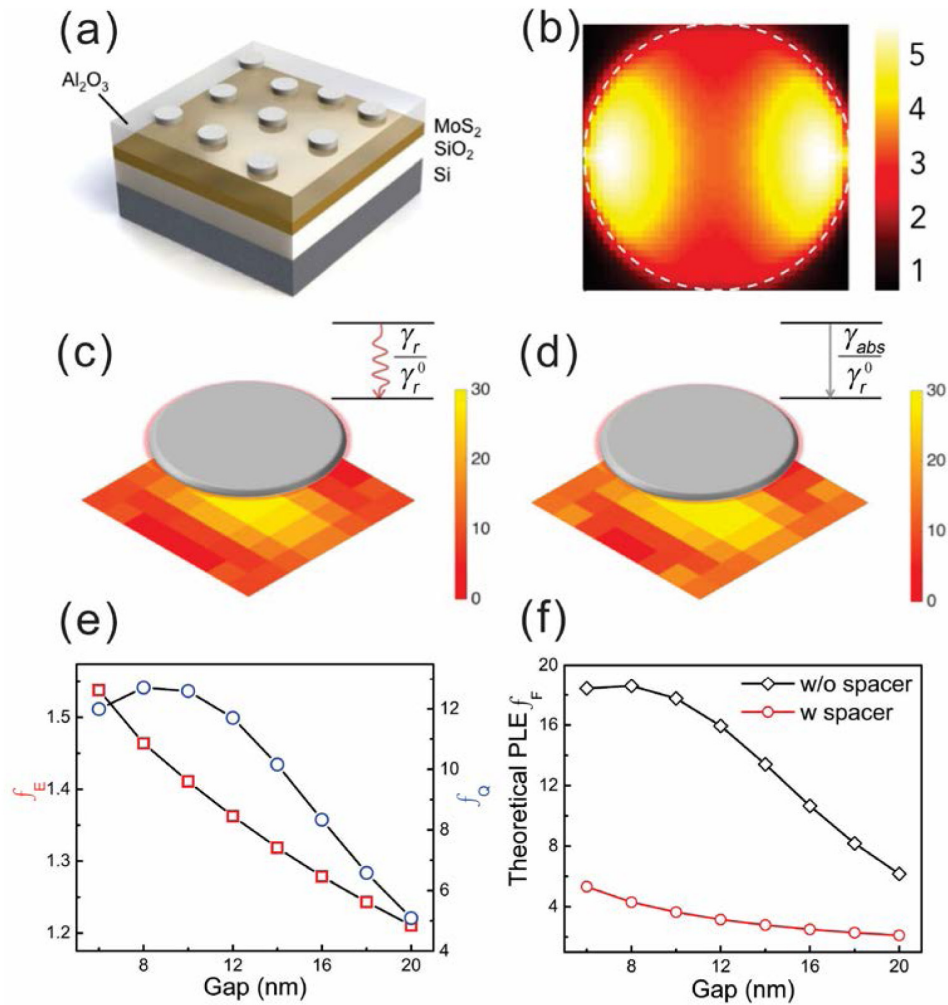 (a)
Al₂O₃
MoS₂
SiO₂
Si
(b)
5
4
3
2
1
(c)
γᵣ
γᵣ⁰
30
20
10
0
(d)
γabs
γᵣ⁰
30
20
10
0
(e)
1.5
1.4
1.3
1.2
fE
12
10
8
6
4
fQ
8 12 16 20
Gap (nm)
(f)
20
16
12
8
4
Theoretical PLE fF
w/o spacer
w spacer
8 12 16 20
Gap (nm)